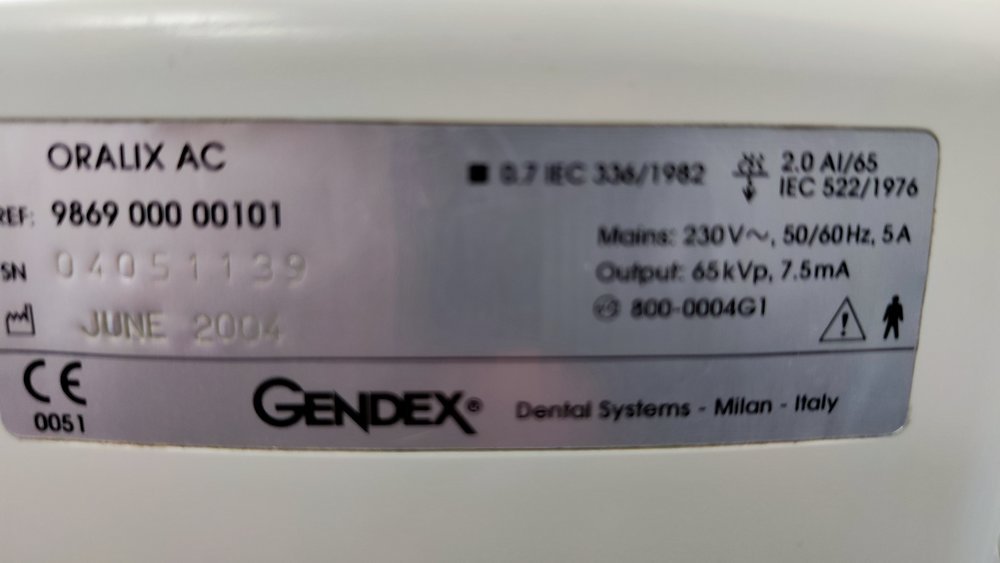 ORALIX AC
REF: 9869 000 00101
SN 04051139
JUNE 2004
0.7 IEC 336/1982
2.0 Al/65
IEC 522/1976
Mains: 230V~, 50/60Hz, 5A
Output: 65kVp, 7.5mA
800-0004G1
CE
0051
GENDEX® Dental Systems - Milan - Italy